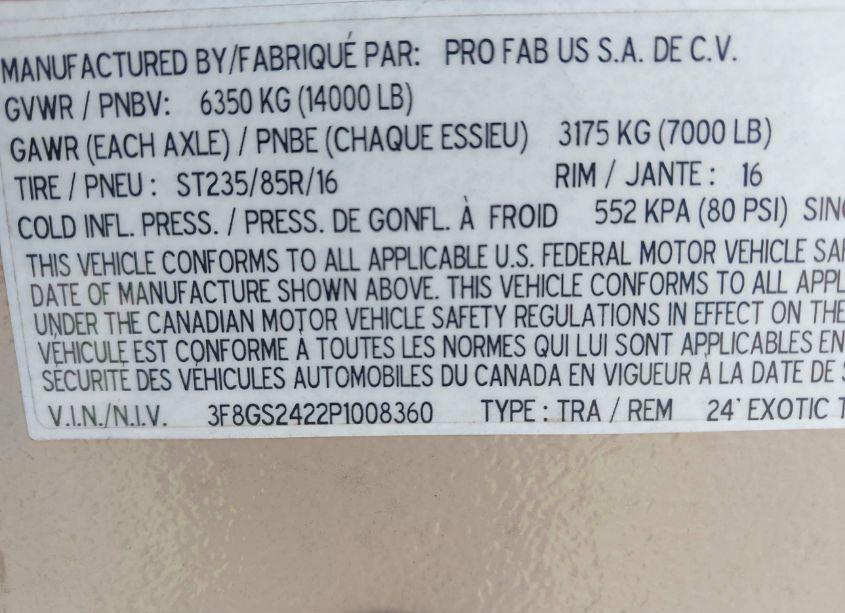 MANUFACTURED BY/FABRIQUÉ PAR: PRO FAB US S.A. DE C.V.
GVWR / PNBV: 6350 KG (14000 LB)
GAWR (EACH AXLE) / PNBE (CHAQUE ESSIEU) 3175 KG (7000 LB)
TIRE / PNEU : ST235/85R/16 RIM / JANTE : 16
COLD INFL. PRESS. / PRESS. DE GONFL. À FROID 552 KPA (80 PSI) SING
THIS VEHICLE CONFORMS TO ALL APPLICABLE U.S. FEDERAL MOTOR VEHICLE SAF
DATE OF MANUFACTURE SHOWN ABOVE. THIS VEHICLE CONFORMS TO ALL APPL
UNDER THE CANADIAN MOTOR VEHICLE SAFETY REGULATIONS IN EFFECT ON THE
VÉHICULE EST CONFORME À TOUTES LES NORMES QUI LUI SONT APPLICABLES EN
SÉCURITÉ DES VÉHICULES AUTOMOBILES DU CANADA EN VIGUEUR À LA DATE DE S
V.I.N./N.I.V. 3F8GS2422P1008360 TYPE : TRA / REM 24' EXOTIC T